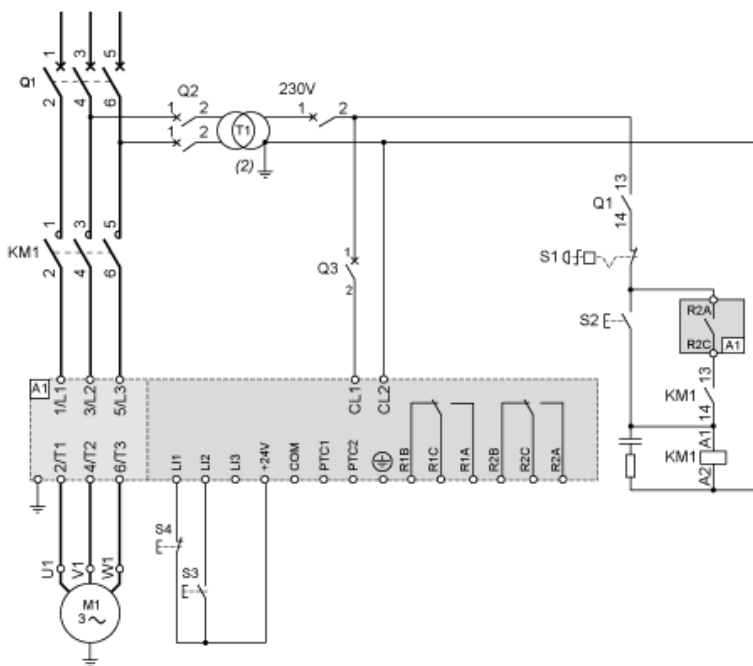 1 3 5
Q1
2 4 6
Q2
1 2
1 2
T1
(2)
230V
1 2
13
Q1
14
1 3 5
KM1
2 4 6
1
Q3
2
S1
S2
R2A
R2C
A1
13
KM1
14
A1
KM1
A2
A1
1/L1 3/L2 5/L3
CL1 CL2
2/T1 4/T2 6/T3
LI1 LI2 LI3 +24V COM PTC1 PTC2 R1B R1C R1A R2B R2C R2A
S4
S3
U1 V1 W1
M1
3 ~